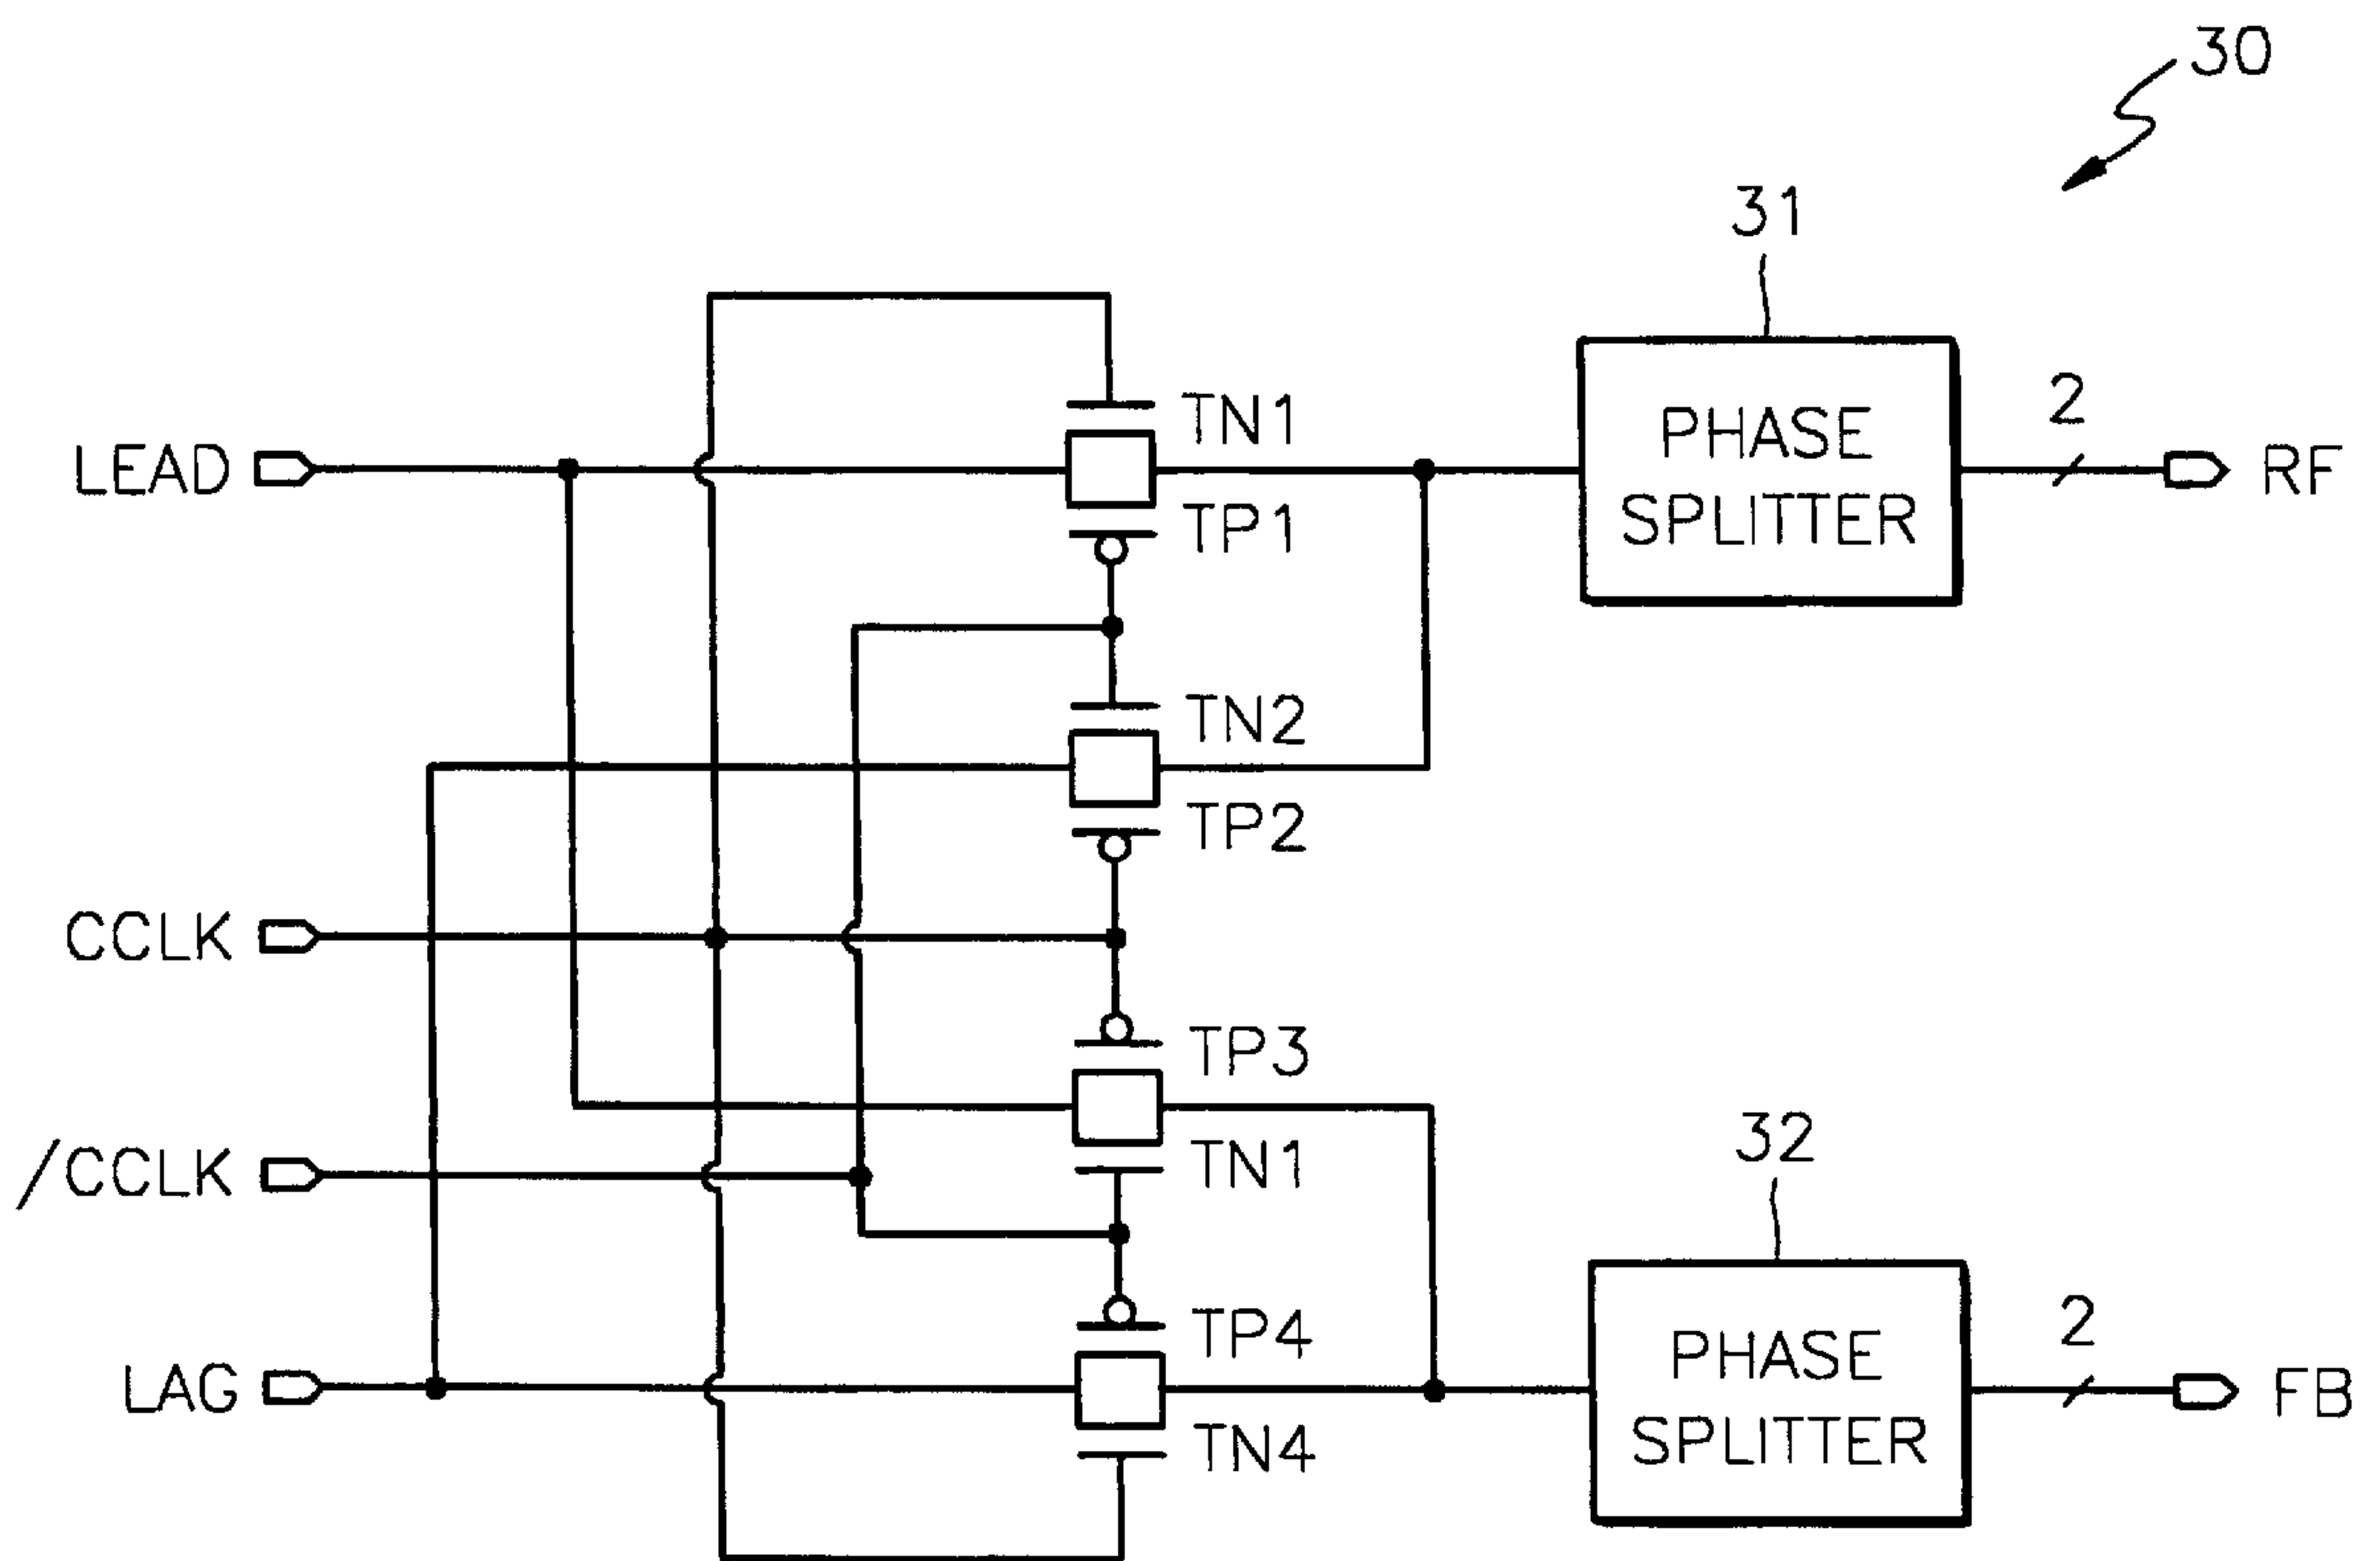 30
31
TN1
LEAD
PHASE
SPLITTER
2
RF
TP1
TN2
TP2
CCLK
TP3
TN1
/CCLK
32
TP4
LAG
PHASE
SPLITTER
2
FB
TN4